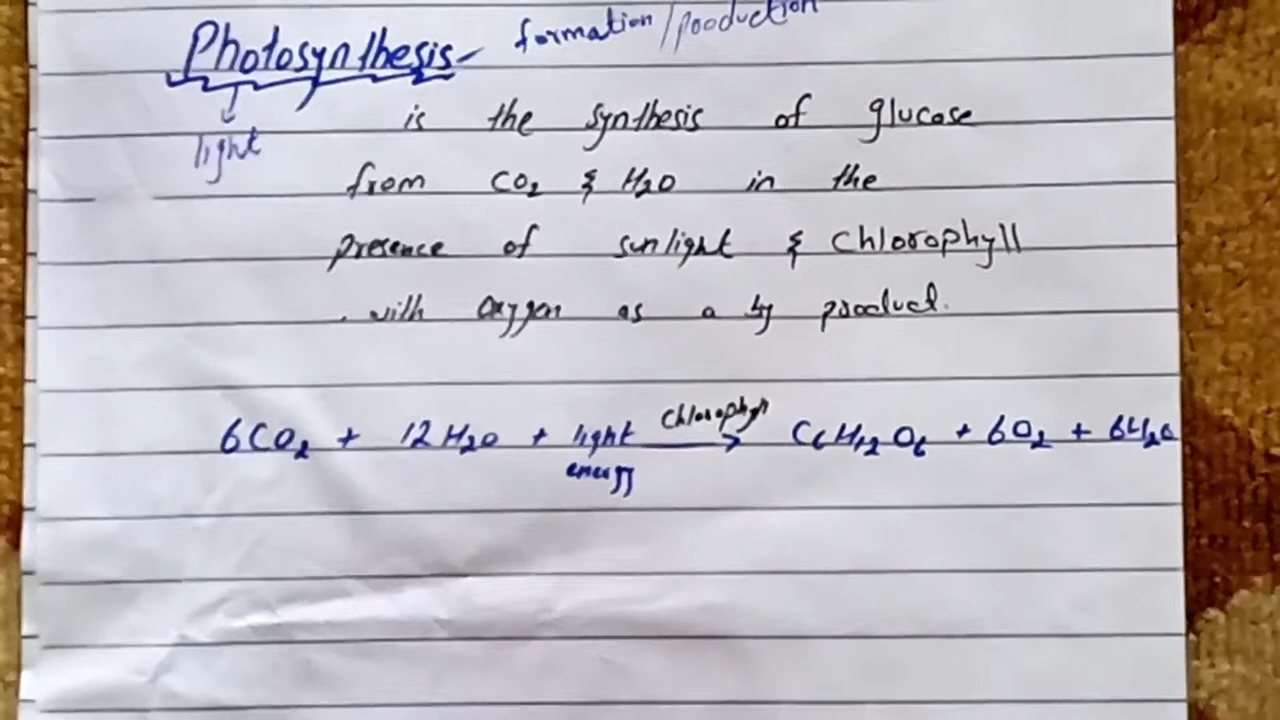 Photosynthesis - formation/production
light
is the synthesis of glucose
from CO₂ & H₂O in the
presence of sunlight & chlorophyll
with oxygen as a by product.
6CO₂ + 12H₂O + light energy chlorophyll → C₆H₁₂O₆ + 6O₂ + 6H₂O